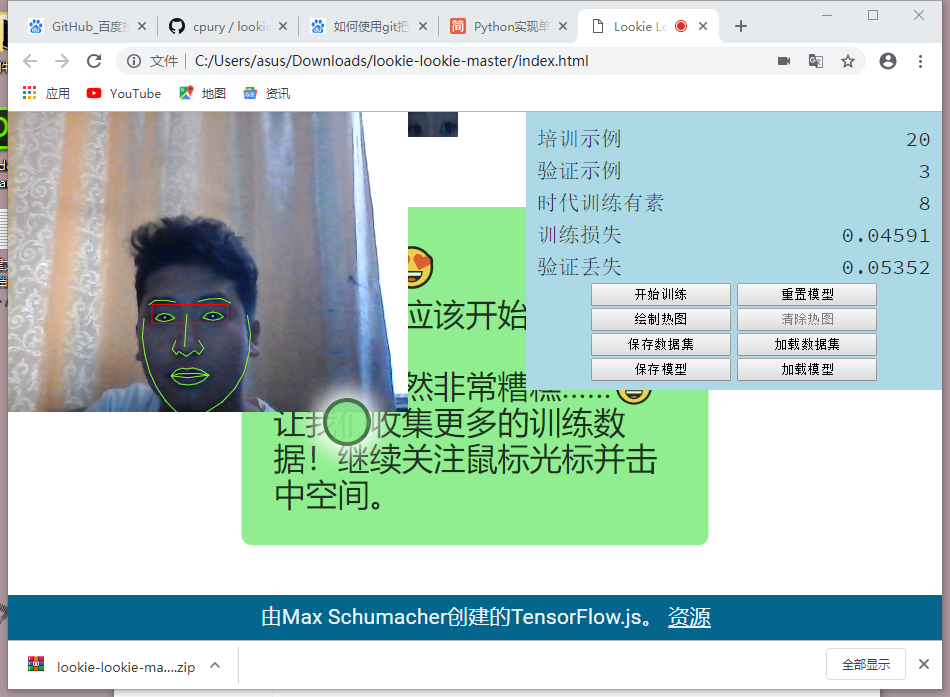 GitHub_百度搜
cpury / lookie
如何使用git把
Python实现单
Lookie Lo
文件
C:/Users/asus/Downloads/lookie-lookie-master/index.html
应用
YouTube
地图
资讯
培训示例 20
验证示例 3
时代训练有素 8
训练损失 0.04591
验证丢失 0.05352
开始训练 重置模型
绘制热图 清除热图
保存数据集 加载数据集
保存模型 加载模型
应该开始
然非常糟糕......
让我们收集更多的训练数
据！继续关注鼠标光标并击
中空间。
由Max Schumacher创建的TensorFlow.js。 资源
lookie-lookie-ma....zip
全部显示